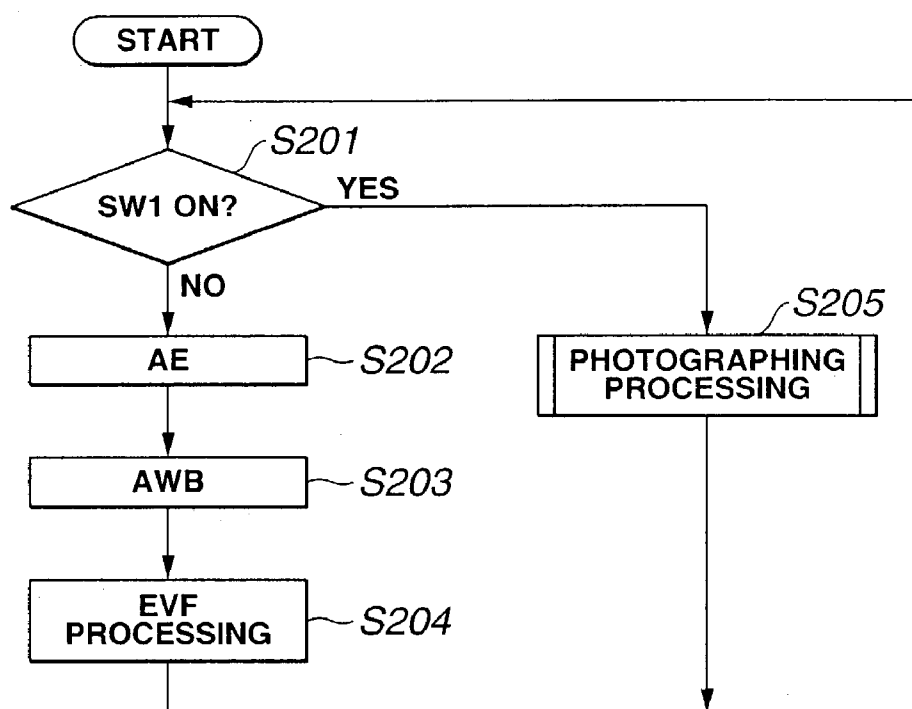 START
S201
SW1 ON?
YES
NO
S205
AE
S202
PHOTOGRAPHING
PROCESSING
AWB
S203
EVF
PROCESSING
S204